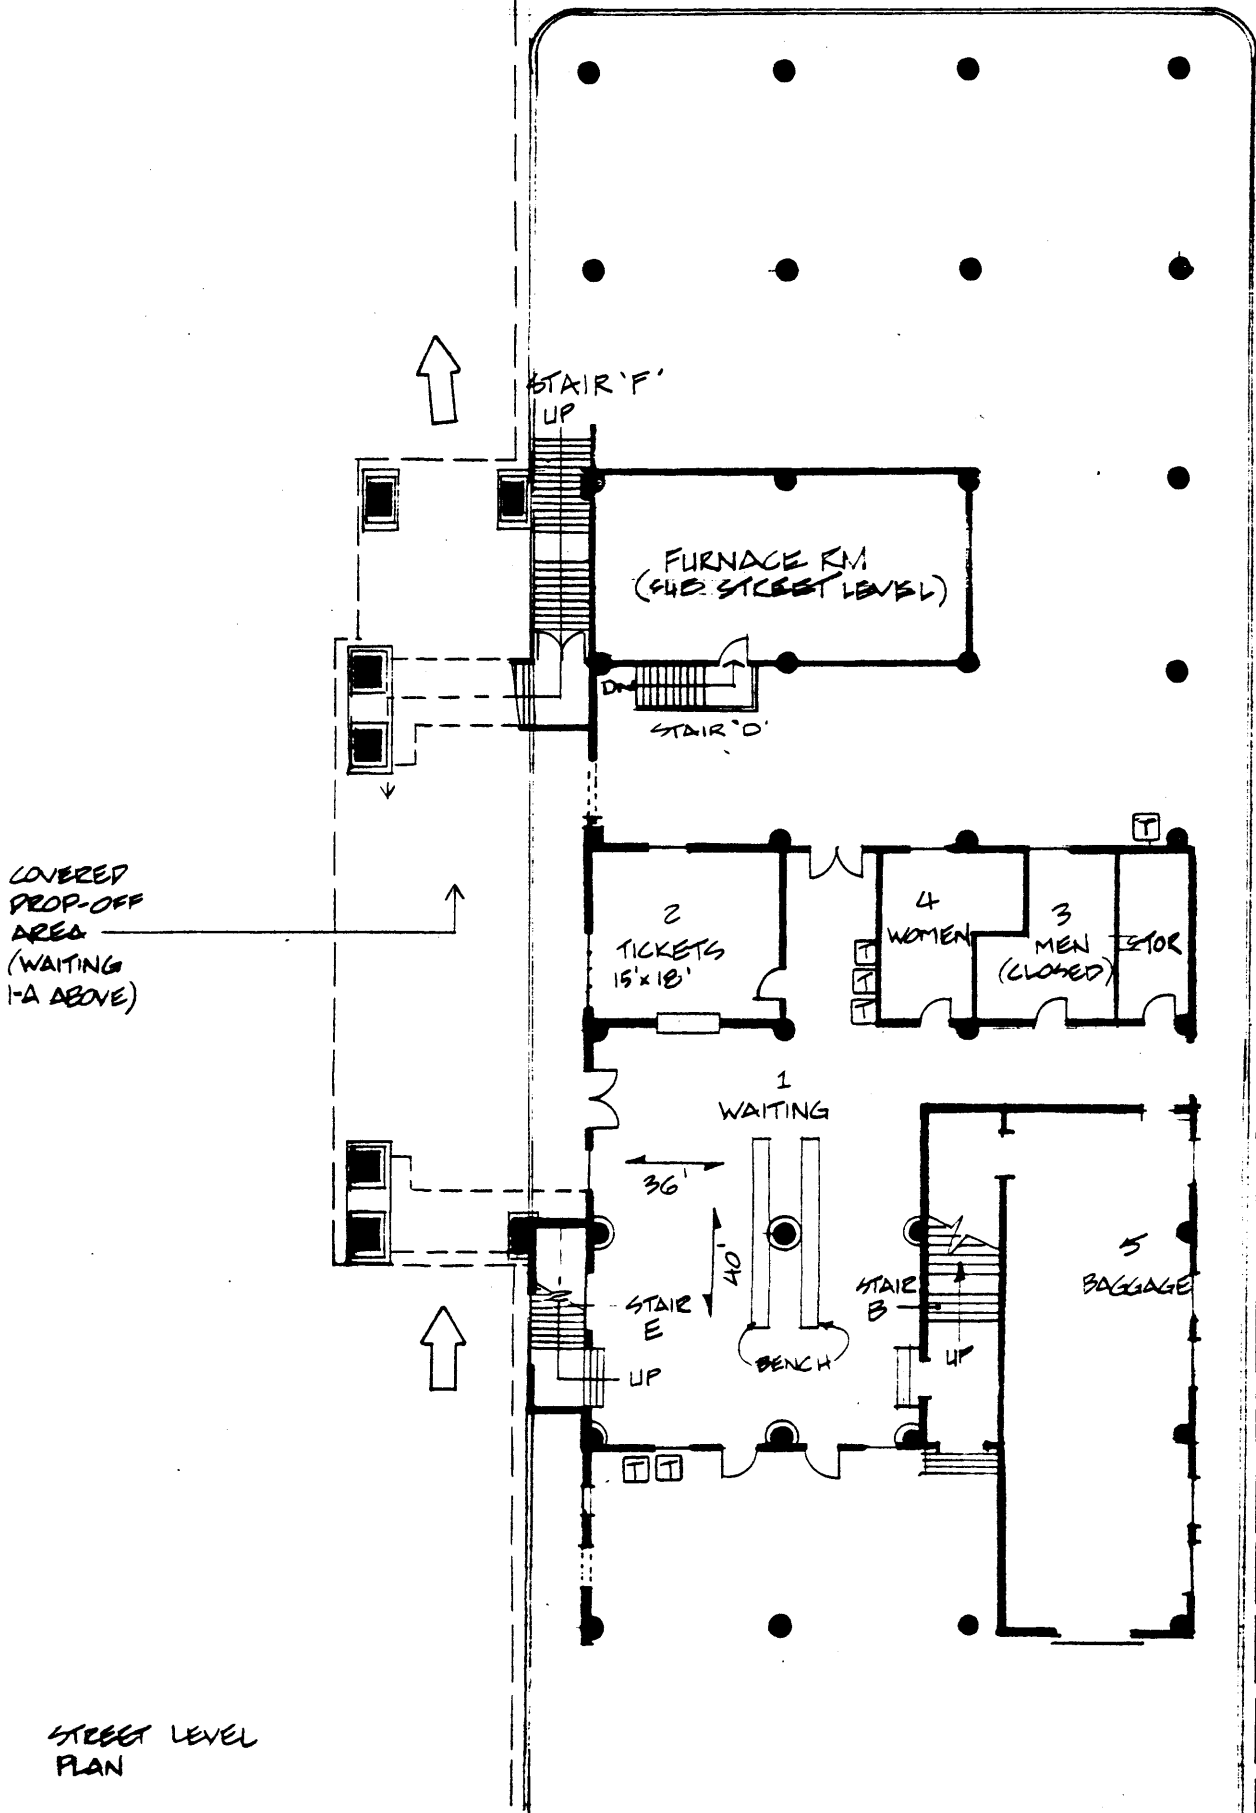 STAIR 'F'
UP
FURNACE RM
(SUB STREET LEVEL)
DN
STAIR 'D'
T
COVERED
DROP-OFF
AREA
(WAITING
1-A ABOVE)
2
TICKETS
15' x 18'
4
WOMEN
3
MEN
(CLOSED)
STOR
T
T
T
1
WAITING
36'
40'
5
BAGGAGE
STAIR
E
STAIR
B
UP
BENCH
UP
T T
STREET LEVEL
PLAN